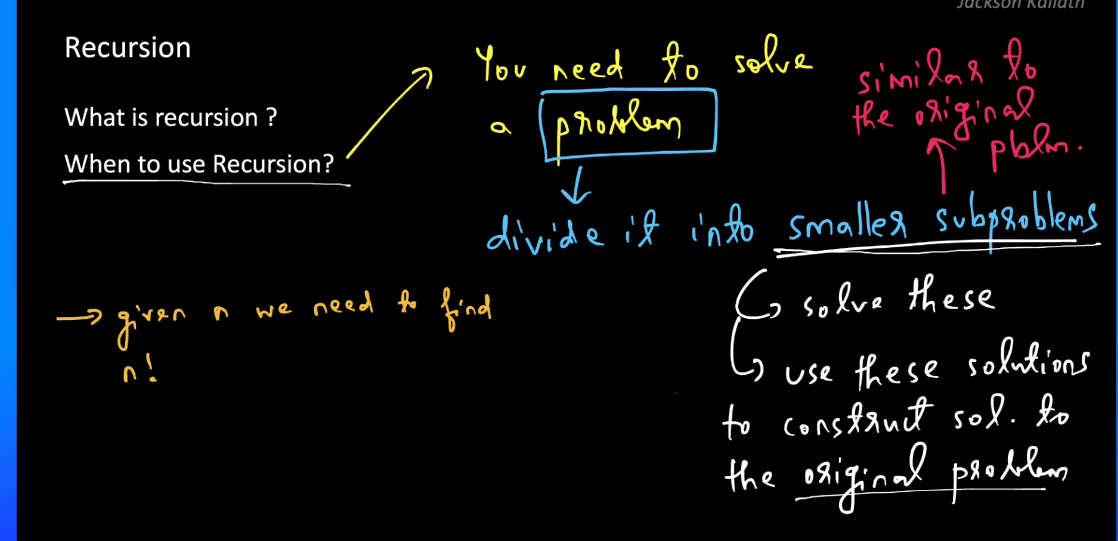 Jackson Kailath
Recursion
What is recursion ?
When to use Recursion?
You need to solve
a problem
divide it into smaller subproblems
similar to
the original
pblm.
solve these
use these solutions
to construct sol. to
the original problem
→ given n we need to find
n!